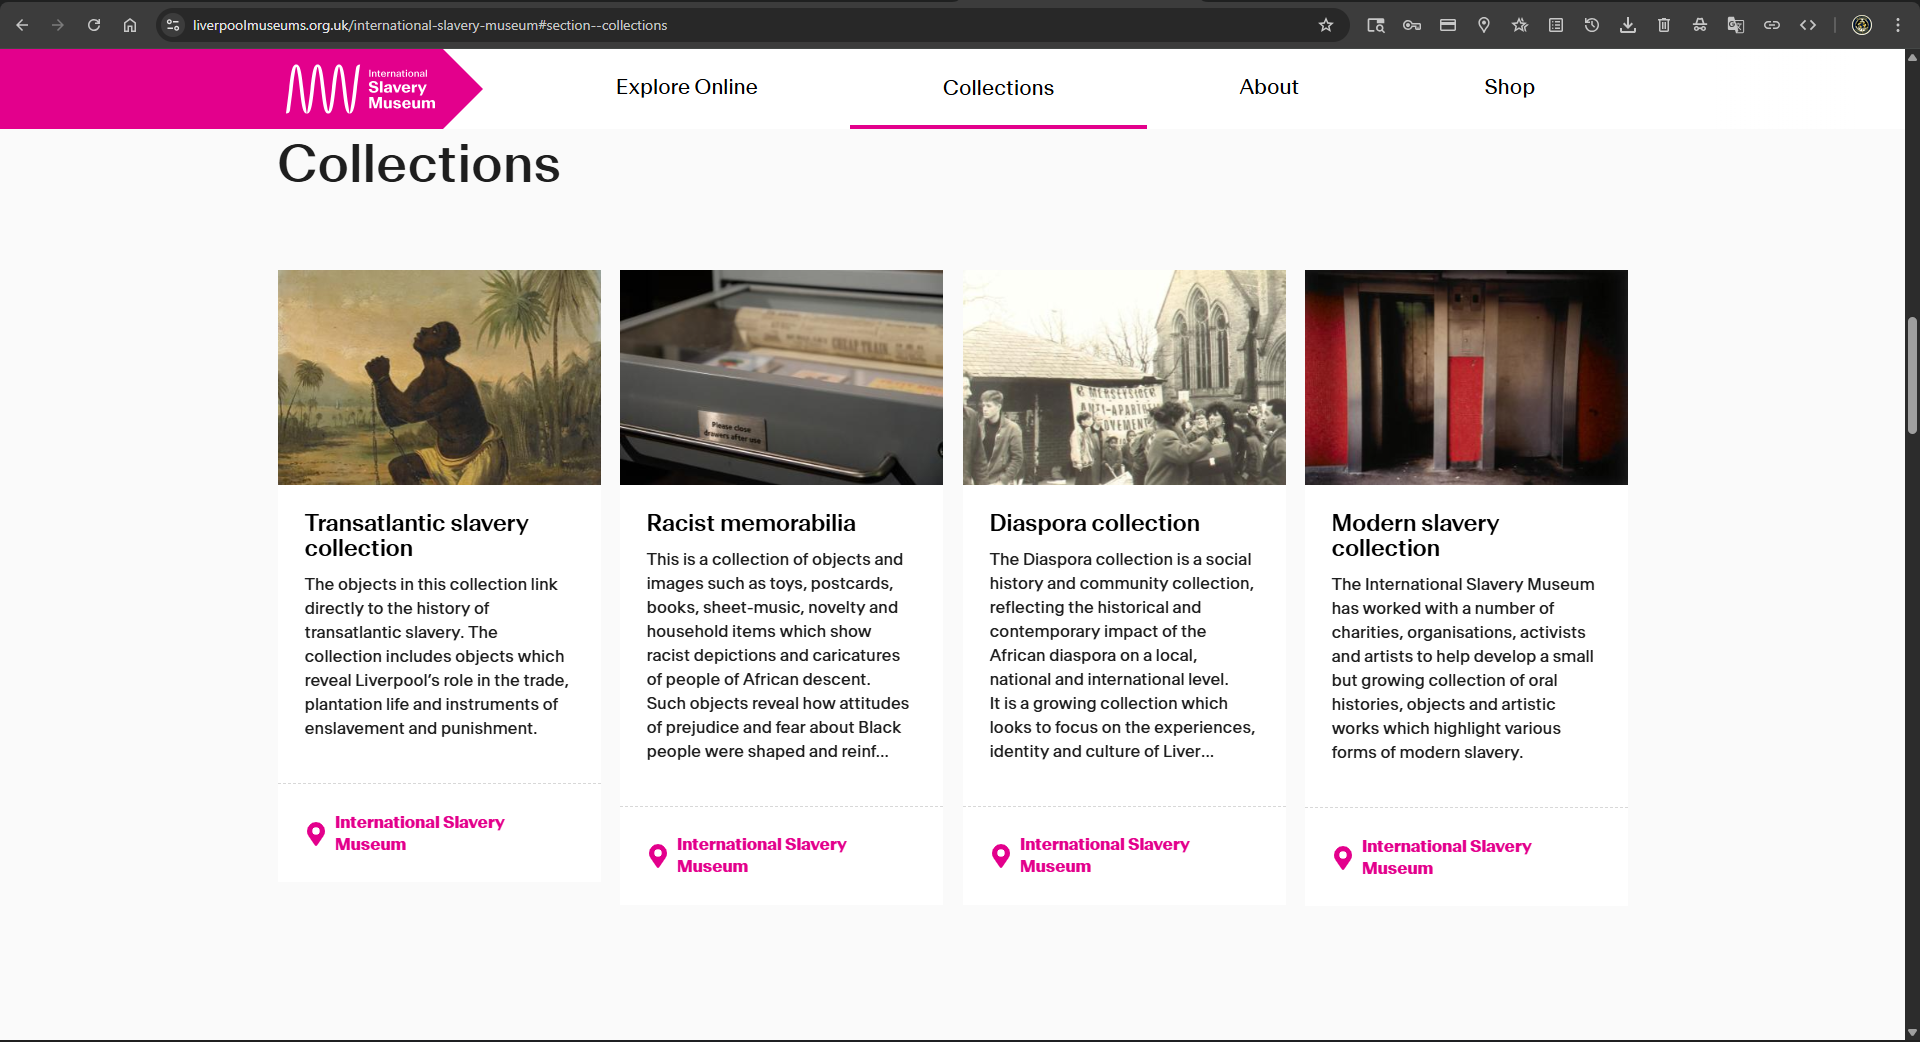 liverpoolmuseums.org.uk/international-slavery-museum#section--collections
International
Slavery
Museum
Explore Online
Collections
About
Shop
Collections
CHEAP TRAIN
Please close
drawers after use
MERSEYSIDE
ANTI-APART
MOVEMENT
Transatlantic slavery
collection
The objects in this collection link
directly to the history of
transatlantic slavery. The
collection includes objects which
reveal Liverpool’s role in the trade,
plantation life and instruments of
enslavement and punishment.
International Slavery
Museum
Racist memorabilia
This is a collection of objects and
images such as toys, postcards,
books, sheet-music, novelty and
household items which show
racist depictions and caricatures
of people of African descent.
Such objects reveal how attitudes
of prejudice and fear about Black
people were shaped and reinf...
International Slavery
Museum
Diaspora collection
The Diaspora collection is a social
history and community collection,
reflecting the historical and
contemporary impact of the
African diaspora on a local,
national and international level.
It is a growing collection which
looks to focus on the experiences,
identity and culture of Liver...
International Slavery
Museum
Modern slavery
collection
The International Slavery Museum
has worked with a number of
charities, organisations, activists
and artists to help develop a small
but growing collection of oral
histories, objects and artistic
works which highlight various
forms of modern slavery.
International Slavery
Museum